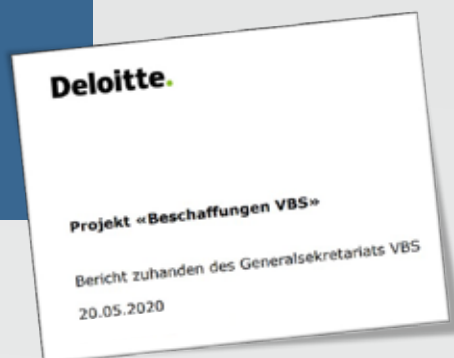 Deloitte.
Projekt «Beschaffungen VBS»
Bericht zuhanden des Generalsekretariats VBS
20.05.2020